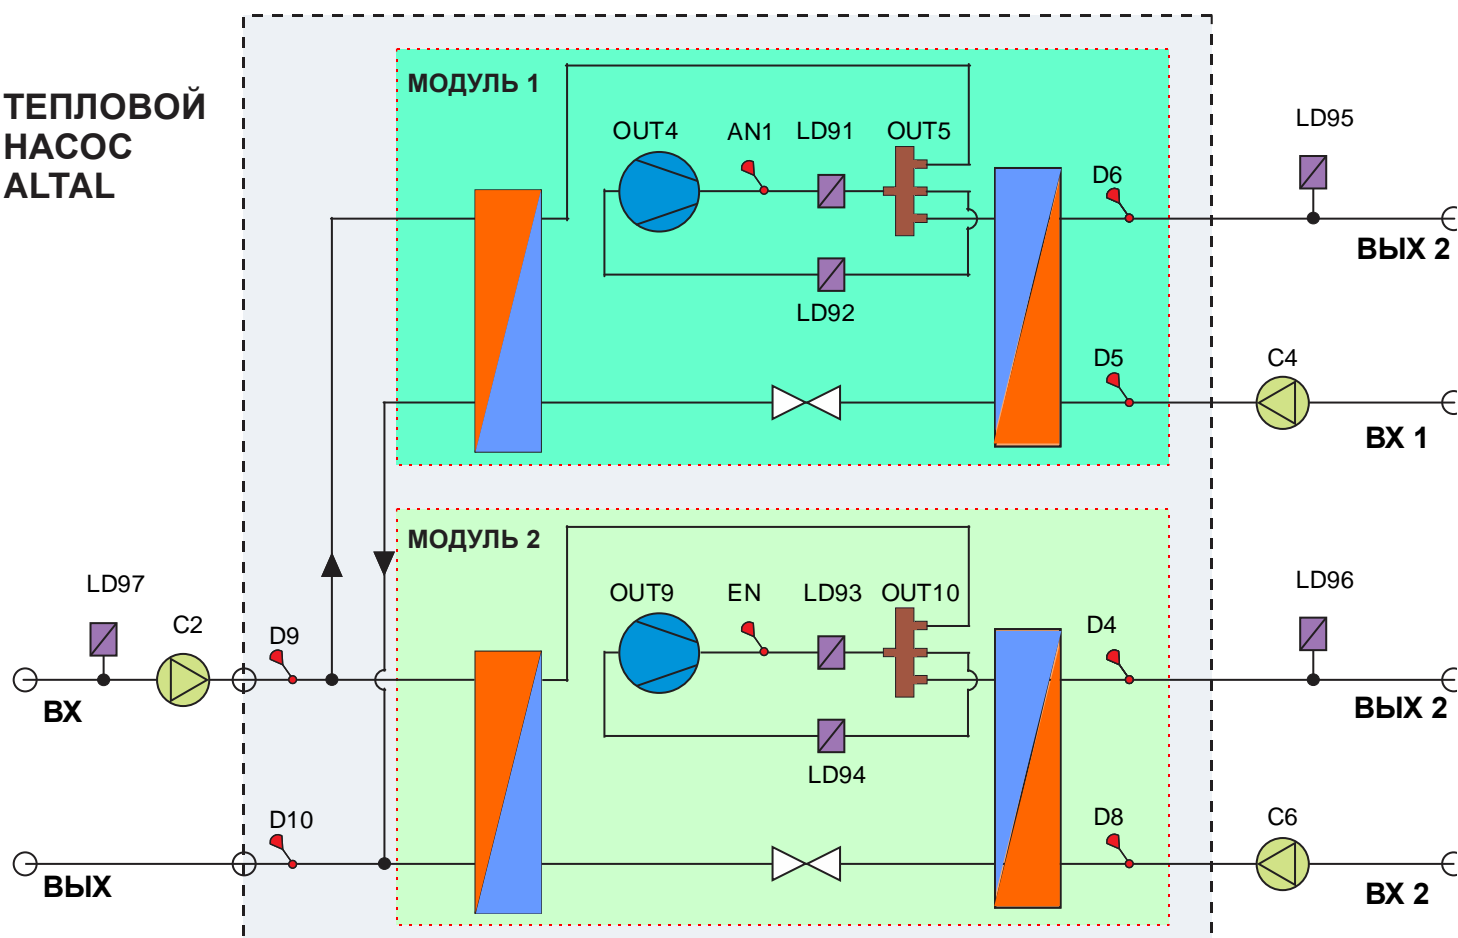 ТЕПЛОВОЙ
НАСОС
ALTAL
МОДУЛЬ 1
OUT4
AN1
LD91
OUT5
LD92
D6
D5
LD95
ВЫХ 2
C4
ВХ 1
МОДУЛЬ 2
OUT9
EN
LD93
OUT10
LD94
D4
D8
LD96
ВЫХ 2
C6
ВХ 2
LD97
C2
D9
ВХ
D10
ВЫХ